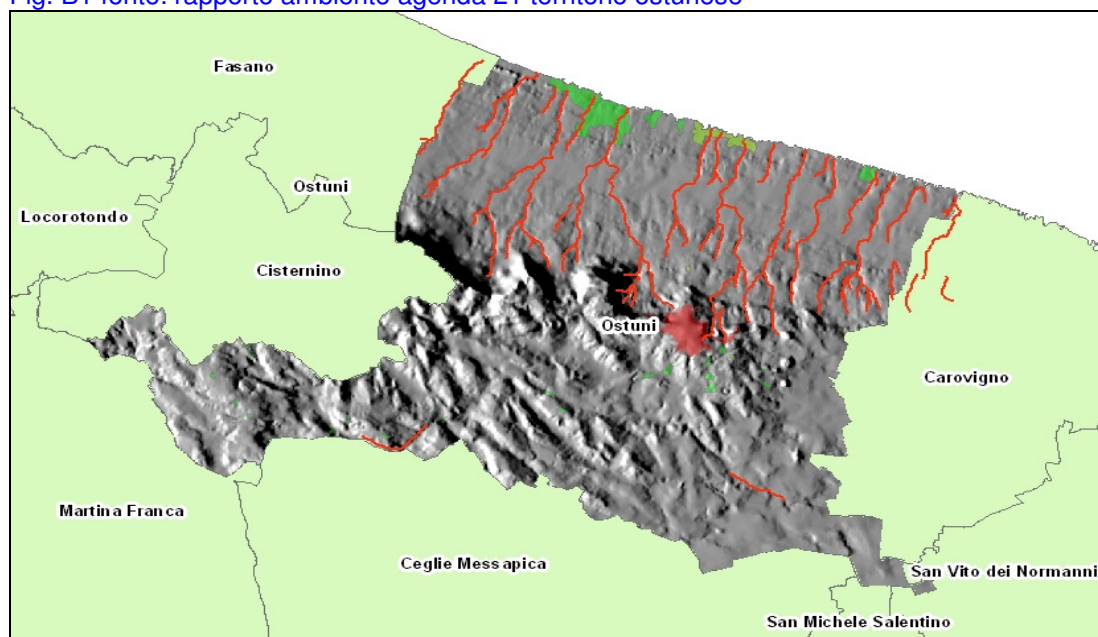 Fig. fonte: rapporto ambiente agenda 21 territorio ostunese
Fasano
Ostuni
Locorotondo
Cisternino
Ostuni
Carovigno
Martina Franca
Ceglie Messapica
San Vito dei Normanni
San Michele Salentino